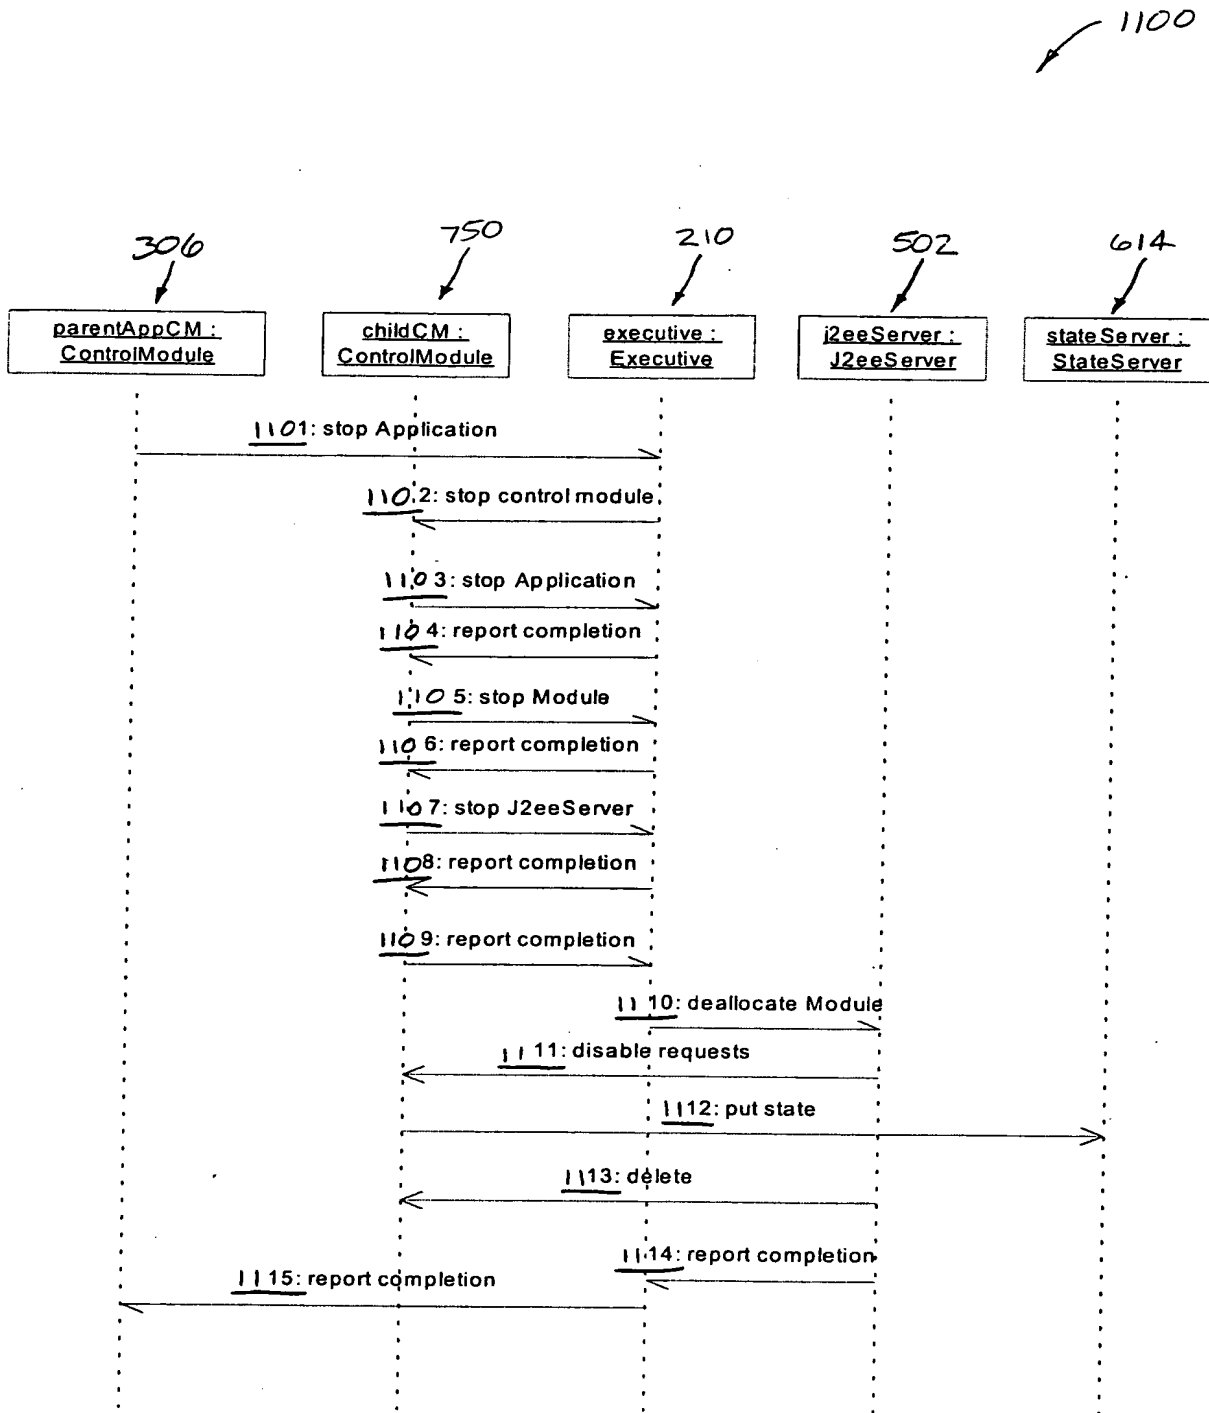 1100
306
750
210
502
614
parentAppCM :
ControlModule
childCM :
ControlModule
executive :
Executive
j2eeServer :
J2eeServer
stateServer :
StateServer
1101: stop Application
1102: stop control module
1103: stop Application
1104: report completion
1105: stop Module
1106: report completion
1107: stop J2eeServer
1108: report completion
1109: report completion
1110: deallocate Module
1111: disable requests
1112: put state
1113: delete
1114: report completion
1115: report completion